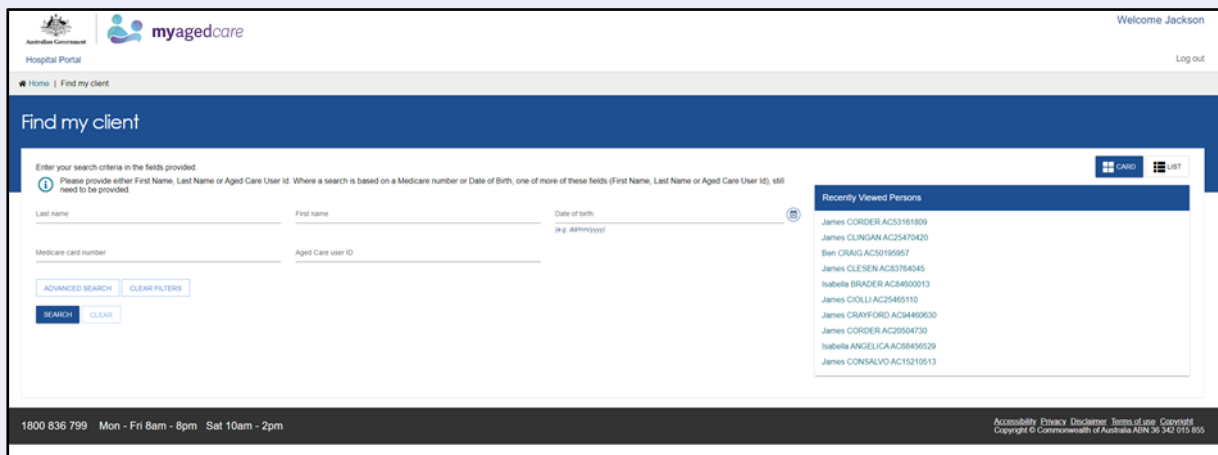 Australian Government
myagedcare
Welcome Jackson
Hospital Portal
Log out
Home | Find my client
Find my client
Enter your search criteria in the fields provided.
Please provide either First Name, Last Name or Aged Care User Id. Where a search is based on a Medicare number or Date of Birth, one of more of these fields (First Name, Last Name or Aged Care User Id), still
need to be provided.
CARD
LIST
Last name
First name
Date of birth
(e.g. dd/mm/yyyy)
Medicare card number
Aged Care user ID
ADVANCED SEARCH
CLEAR FILTERS
SEARCH
CLEAR
Recently Viewed Persons
James CORDER AC53161809
James CLINGAN AC25470420
Ben CRAIG AC50195957
James CLESEN AC83764045
Isabella BRADER AC84600013
James CIOLLI AC25465110
James CRAYFORD AC94460630
James CORDER AC20504730
Isabella ANGELICA AC68456529
James CONSALVO AC15210513
1800 836 799 Mon - Fri 8am - 8pm Sat 10am - 2pm
Accessibility Privacy Disclaimer Terms of use Copyright
Copyright © Commonwealth of Australia ABN 36 342 015 855